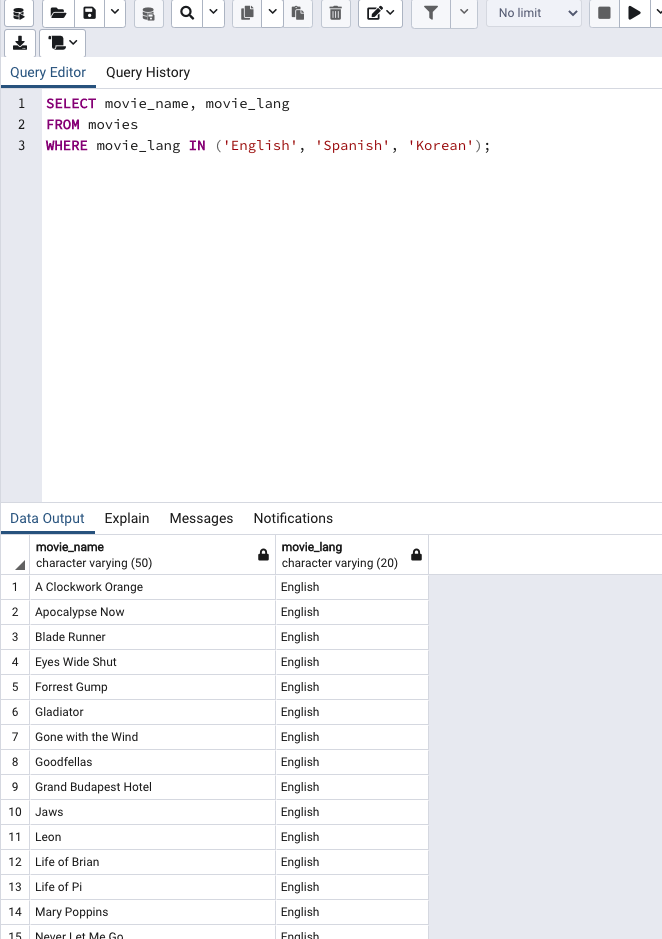 No limit
Query Editor Query History
1 SELECT movie_name, movie_lang
2 FROM movies
3 WHERE movie_lang IN ('English', 'Spanish', 'Korean');
Data Output Explain Messages Notifications
movie_name movie_lang
character varying (50) character varying (20)
1 A Clockwork Orange English
2 Apocalypse Now English
3 Blade Runner English
4 Eyes Wide Shut English
5 Forrest Gump English
6 Gladiator English
7 Gone with the Wind English
8 Goodfellas English
9 Grand Budapest Hotel English
10 Jaws English
11 Leon English
12 Life of Brian English
13 Life of Pi English
14 Mary Poppins English
15 Never Let Me Go English